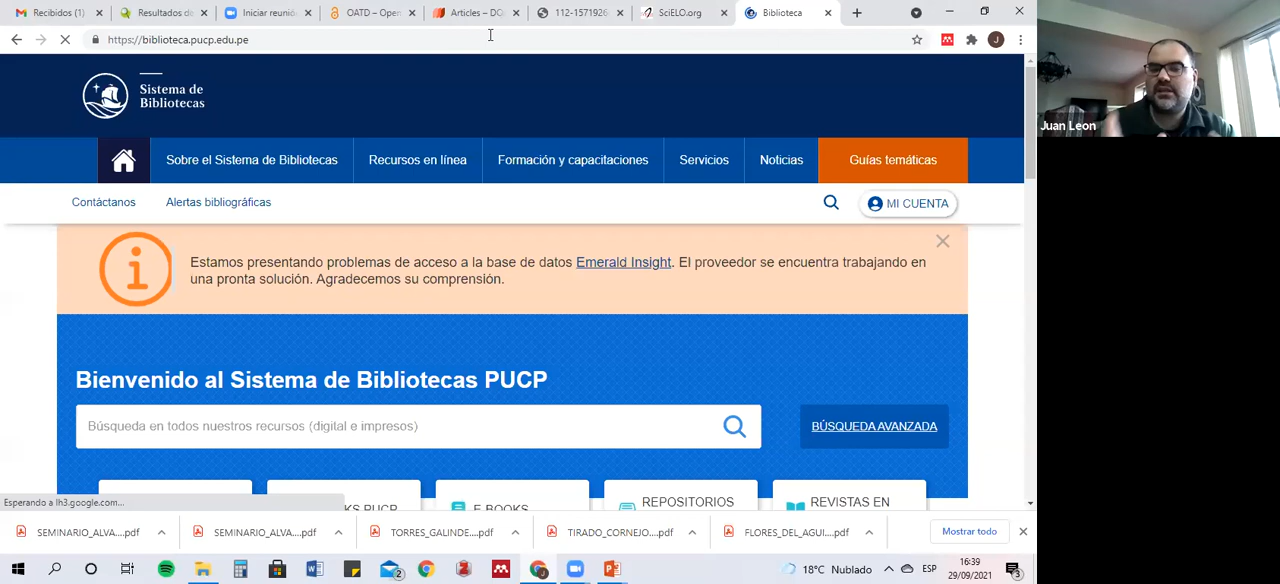 Recibidos (1)
Resultados de
Iniciar reunid
OATD – Open
Articles – DO
112-1571926
SciELO.org
Biblioteca
https://biblioteca.pucp.edu.pe
J
Sistema de
Bibliotecas
Sobre el Sistema de Bibliotecas
Recursos en línea
Formación y capacitaciones
Servicios
Noticias
Guías temáticas
Contáctanos
Alertas bibliográficas
MI CUENTA
Estamos presentando problemas de acceso a la base de datos Emerald Insight. El proveedor se encuentra trabajando en
una pronta solución. Agradecemos su comprensión.
Bienvenido al Sistema de Bibliotecas PUCP
Búsqueda en todos nuestros recursos (digital e impresos)
BÚSQUEDA AVANZADA
Esperando a lh3.google.com...
KS PUCP
E-BOOKS
REPOSITORIOS
REVISTAS EN
SEMINARIO_ALVA....pdf
SEMINARIO_ALVA....pdf
TORRES_GALINDE....pdf
TIRADO_CORNEJO....pdf
FLORES_DEL_AGUI....pdf
Mostrar todo
2
18°C Nublado
ESP
16:39
29/09/2021
3
Juan Leon